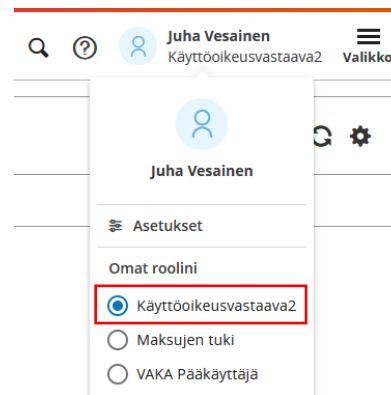 Juha Vesainen
Käyttöoikeusvastaava2
Valikko
Juha Vesainen
Asetukset
Omat roolini
Käyttöoikeusvastaava2
Maksujen tuki
VAKA Pääkäyttäjä